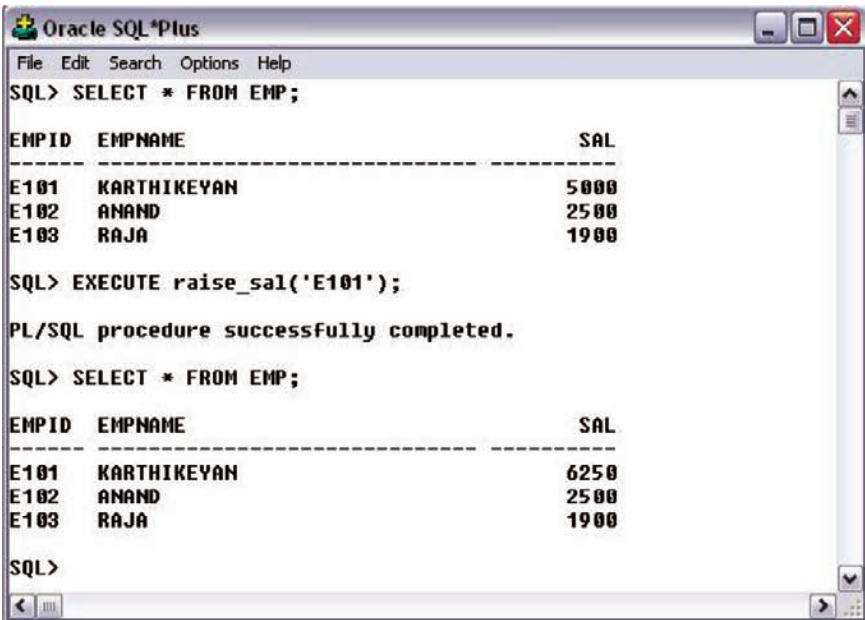 Oracle SQL*Plus
File Edit Search Options Help
SQL> SELECT * FROM EMP;
EMPID EMPNAME SAL
------ ------------------------------ ----------
E101 KARTHIKEYAN 5000
E102 ANAND 2500
E103 RAJA 1900
SQL> EXECUTE raise_sal('E101');
PL/SQL procedure successfully completed.
SQL> SELECT * FROM EMP;
EMPID EMPNAME SAL
------ ------------------------------ ----------
E101 KARTHIKEYAN 6250
E102 ANAND 2500
E103 RAJA 1900
SQL>